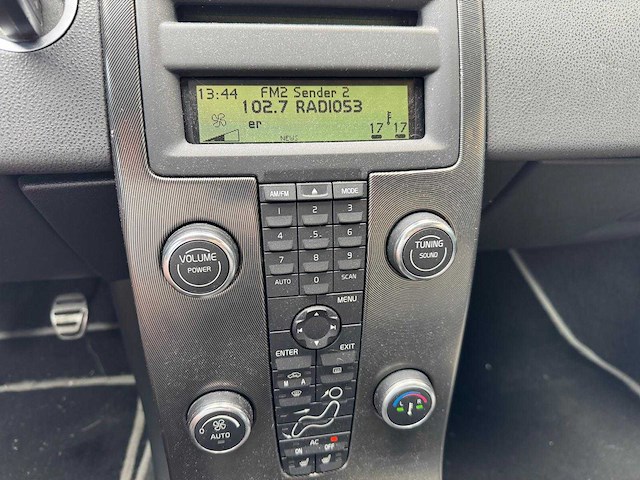 13:44 FM2 Sender 2
102.7 RADIO53
er
NEWS
17 17
AM/FM MODE
1 2 3
4 .5. 6
7 8 9
AUTO 0 SCAN
MENU
VOLUME
POWER
TUNING
SOUND
ENTER EXIT
M A
0 AUTO
AC
ON OFF